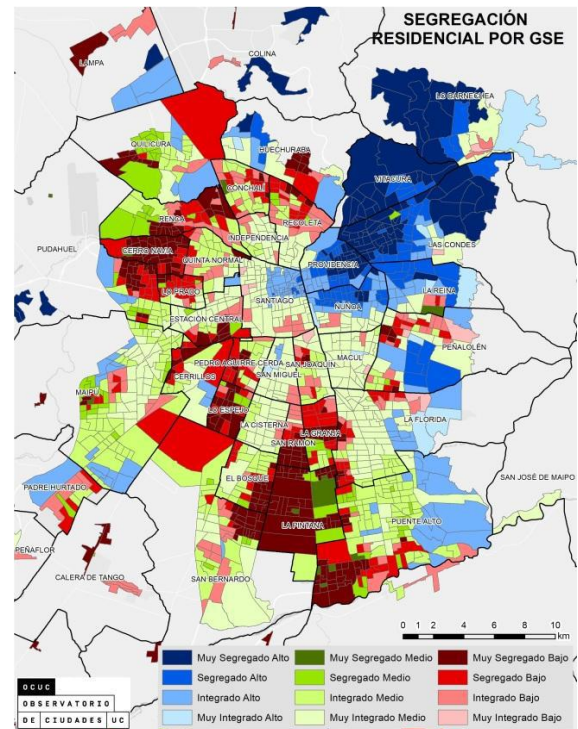 SEGREGACIÓN
RESIDENCIAL POR GSE
LAMPA
COLINA
LO BARNECHEA
QUILICURA
HUECHURABA
VITACURA
CONCHALÍ
RENCA
RECOLETA
INDEPENDENCIA
LAS CONDES
PUDAHUEL
CERRO NAVIA
QUINTA NORMAL
PROVIDENCIA
LO PRADO
SANTIAGO
LA REINA
ÑUÑOA
ESTACIÓN CENTRAL
PEÑALOLÉN
PEDRO AGUIRRE CERDA
SAN JOAQUÍN
MACUL
CERRILLOS
SAN MIGUEL
MAIPÚ
LO ESPEJO
LA CISTERNA
LA GRANJA
LA FLORIDA
SAN RAMÓN
EL BOSQUE
SAN JOSÉ DE MAIPO
PADRE HURTADO
LA PINTANA
PUENTE ALTO
PEÑAFLOR
CALERA DE TANGO
SAN BERNARDO
0 1 2 4 6 8 10
km
Muy Segregado Alto
Muy Segregado Medio
Muy Segregado Bajo
Segregado Alto
Segregado Medio
Segregado Bajo
Integrado Alto
Integrado Medio
Integrado Bajo
Muy Integrado Alto
Muy Integrado Medio
Muy Integrado Bajo
OCUC
OBSERVATORIO
DE CIUDADES UC